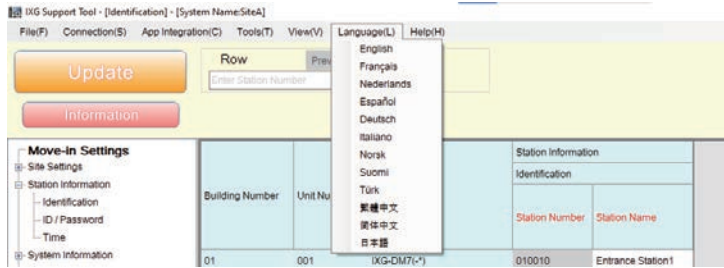 IXG Support Tool - [Identification] - [System Name:SiteA]
File(F) Connection(S) App Integration(C) Tools(T) View(V) Language(L) Help(H)
Update
Information
Row
Prev
Enter Station Number
English
Français
Nederlands
Español
Deutsch
Italiano
Norsk
Suomi
Türk
繁體中文
简体中文
日本語
Move-in Settings
Site Settings
Station Information
Identification
ID / Password
Time
System Information
Station Information
Identification
Building Number Unit Nu Station Number Station Name
01 001 IXG-DM7(-*) 010010 Entrance Station1